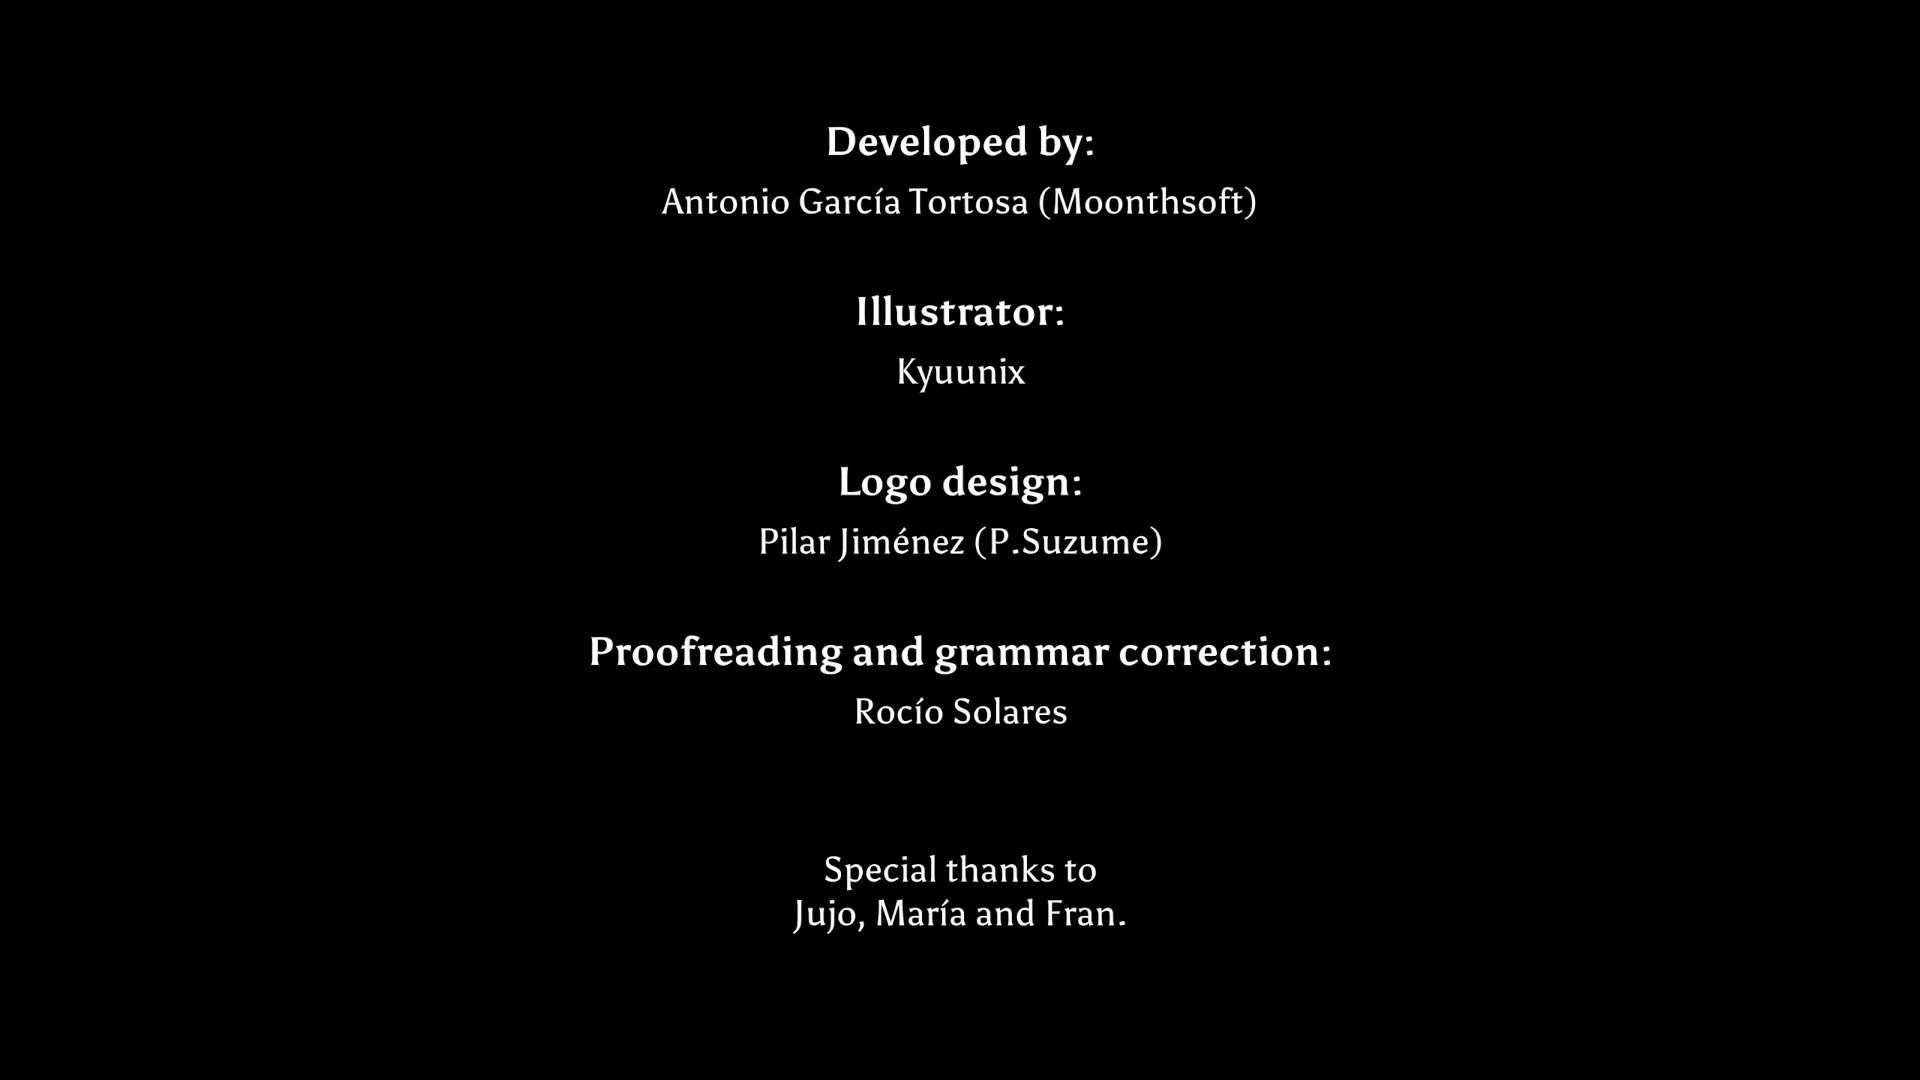 Developed by:
Antonio García Tortosa (Moonthsoft)
Illustrator:
Kyuunix
Logo design:
Pilar Jiménez (P.Suzume)
Proofreading and grammar correction:
Rocío Solares
Special thanks to
Jujo, María and Fran.